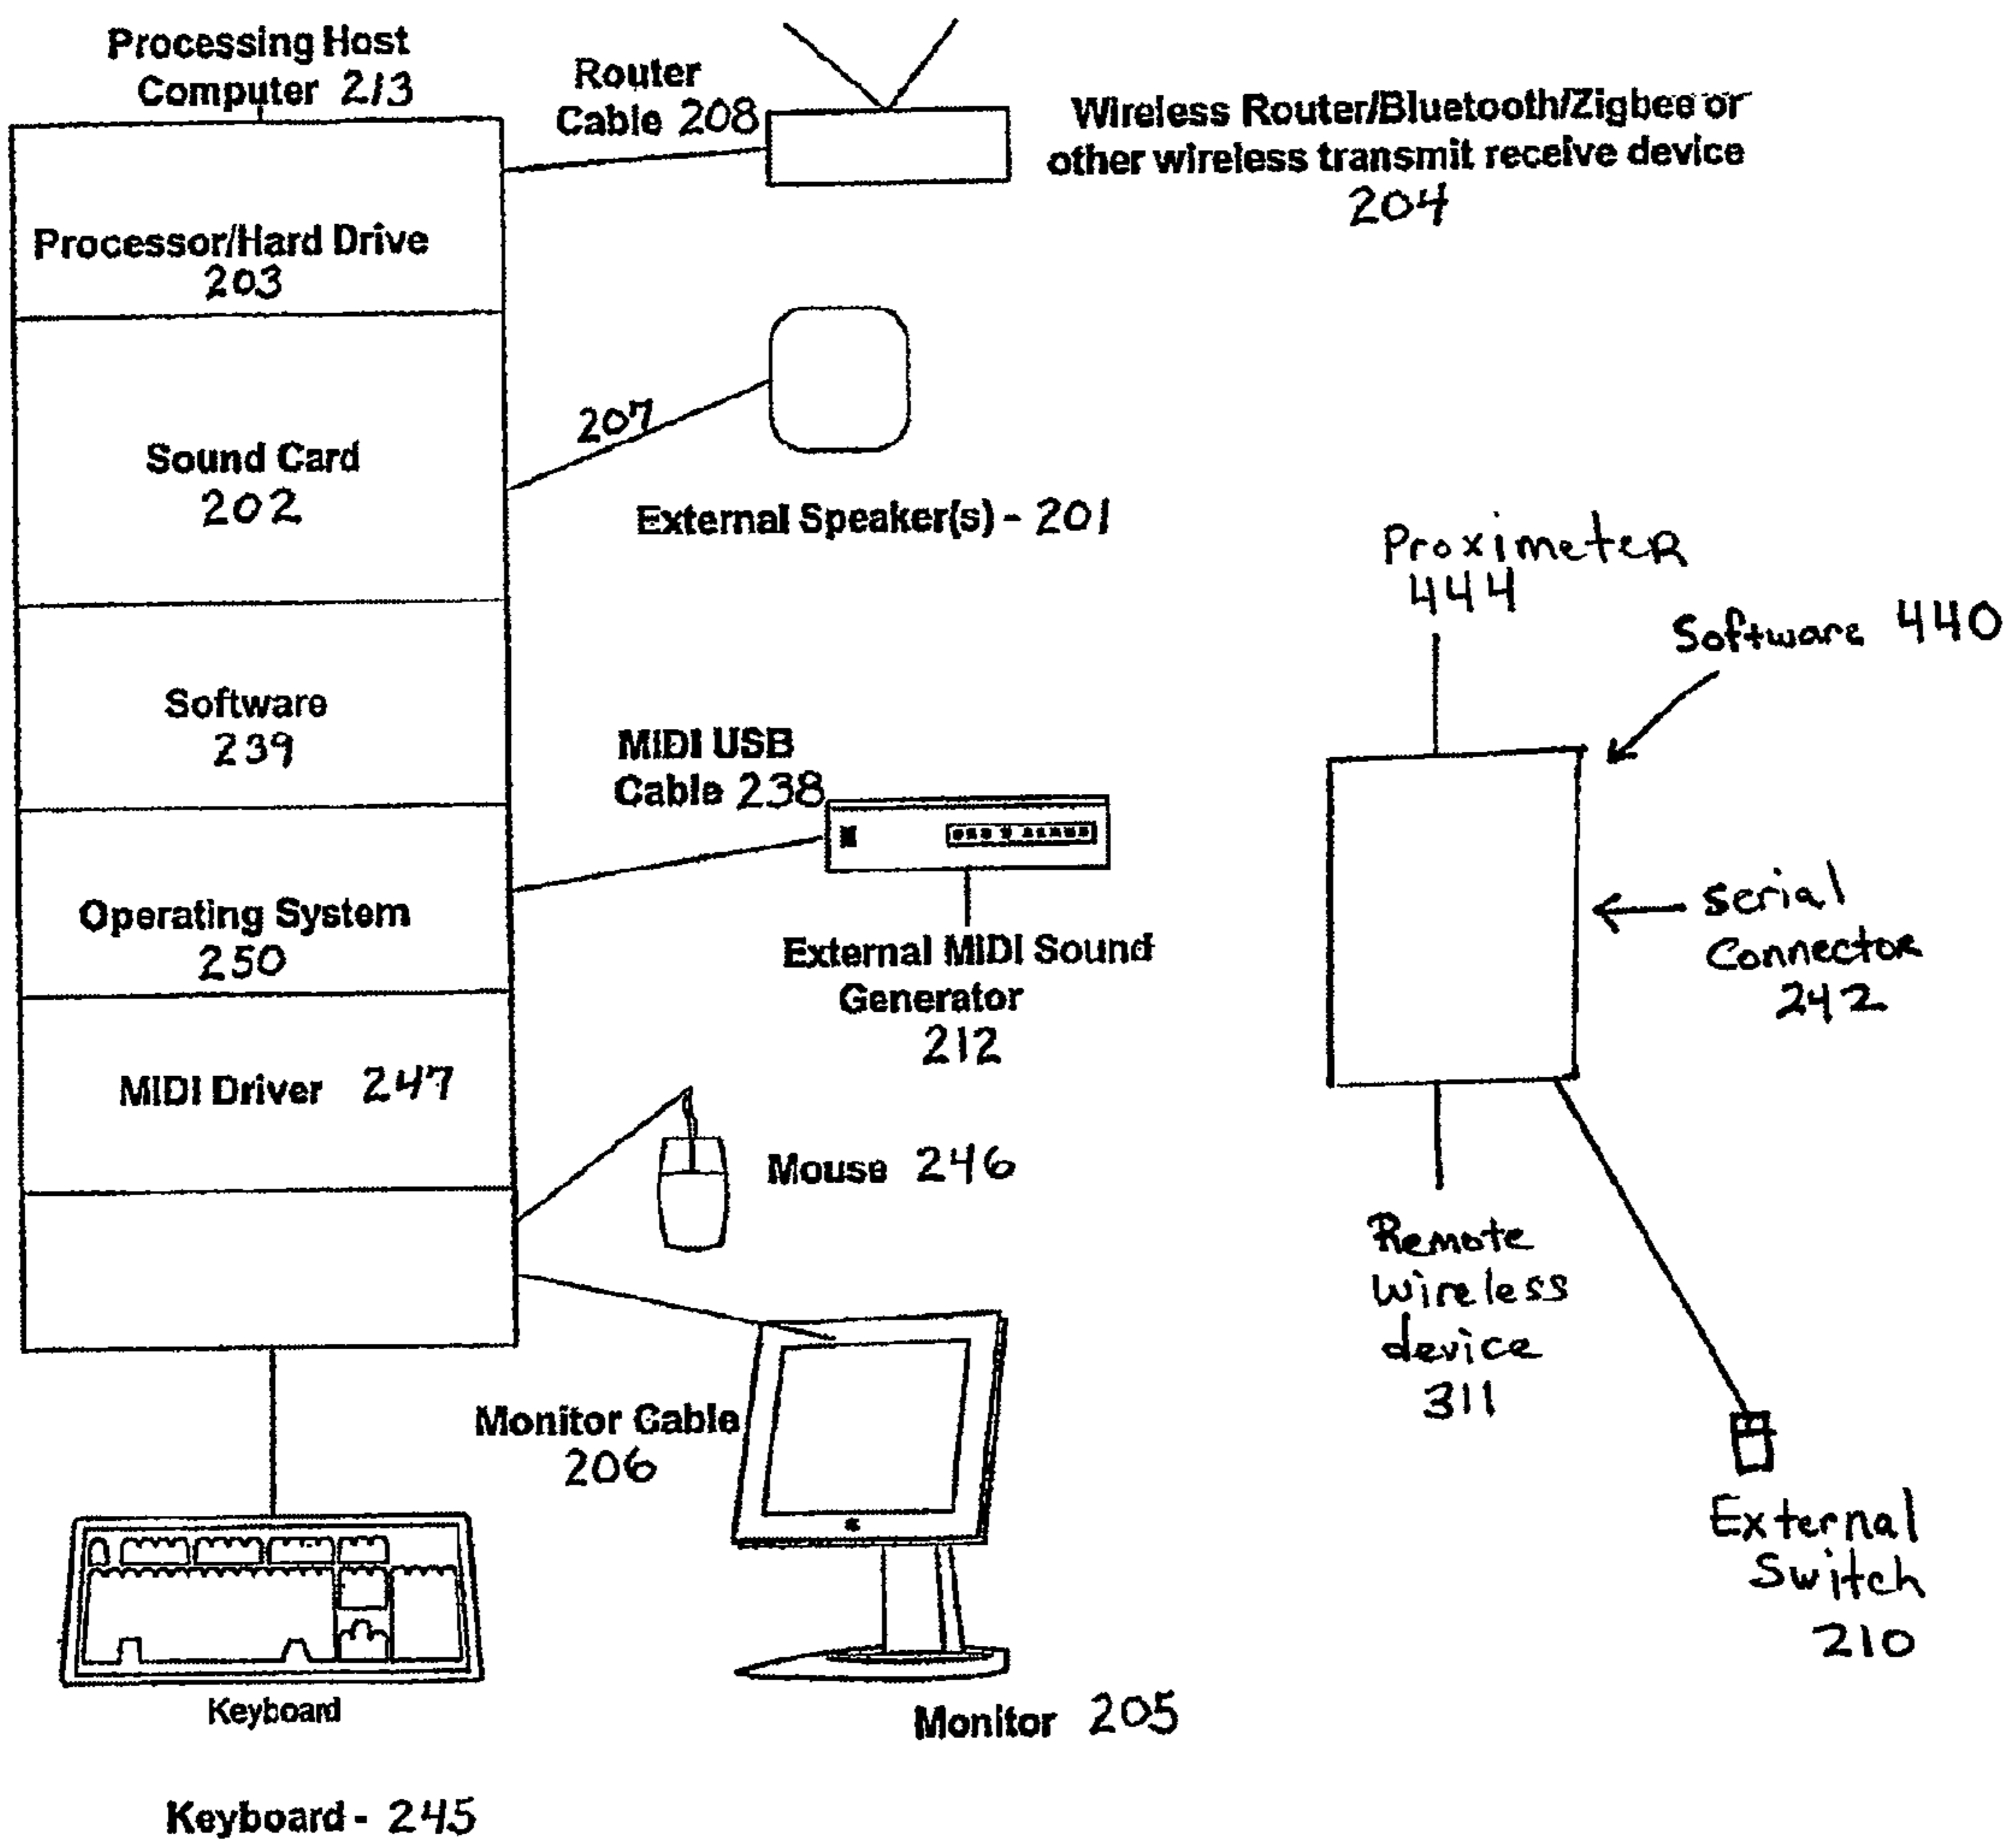 Processing Host
Computer 213
Router
Cable 208
Wireless Router/Bluetooth/Zigbee or
other wireless transmit receive device
204
Processor/Hard Drive
203
207
Sound Card
202
External Speaker(s) - 201
Proximeter
444
Software 440
Software
239
MIDI USB
Cable 238
Serial
Connector
242
Operating System
250
External MIDI Sound
Generator
212
MIDI Driver 247
Mouse 246
Remote
wireless
device
311
Monitor Cable
206
External
Switch
210
Keyboard
Monitor 205
Keyboard - 245